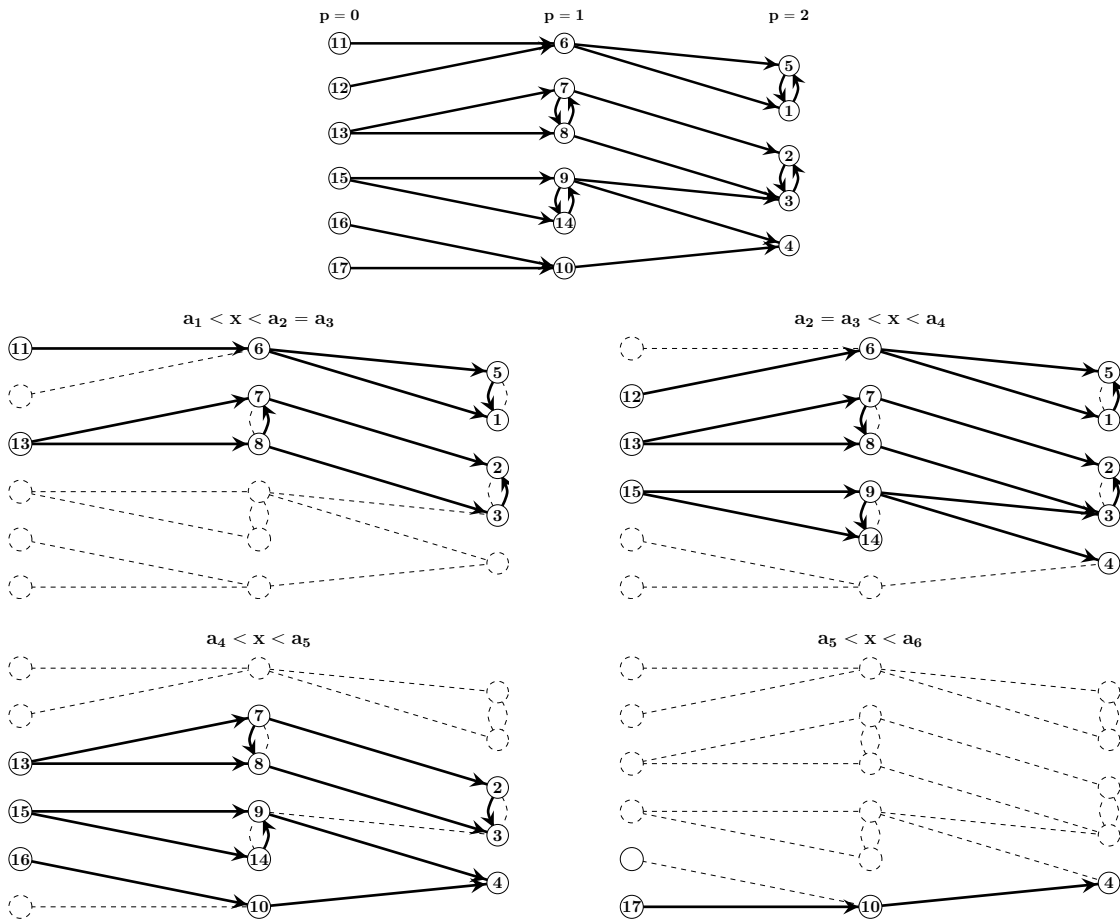 p = 0 p = 1 p = 2
11 6
5
12 7 1
13 8 2
15 9 3
16 14 4
17 10
a₁ < x < a₂ = a₃ a₂ = a₃ < x < a₄
11 6 6
5 5
7 12 7
1 1
13 8 13 8
2 2
15 9
3 3
14
4
a₄ < x < a₅ a₅ < x < a₆
7
13 8
2
15 9
3
16 14
4 4
10 17 10